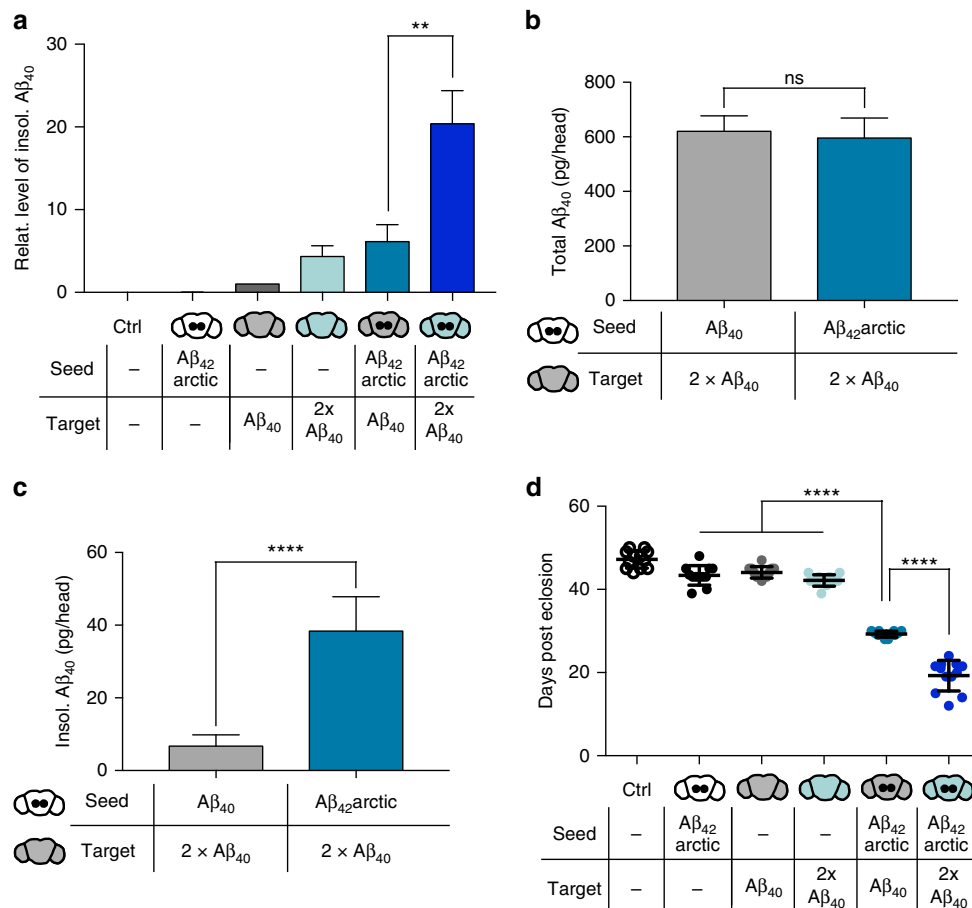 a
**
30
20
10
0
Relat. level of insol. Aβ40
Ctrl
Seed – Aβ42 arctic – – Aβ42 arctic Aβ42 arctic
Target – – Aβ40 2x Aβ40 Aβ40 2x Aβ40
b
ns
800
600
400
200
0
Total Aβ40 (pg/head)
Seed Aβ40 Aβ42arctic
Target 2 × Aβ40 2 × Aβ40
c
****
60
40
20
0
Insol. Aβ40 (pg/head)
Seed Aβ40 Aβ42arctic
Target 2 × Aβ40 2 × Aβ40
d
****
****
60
40
20
0
Days post eclosion
Ctrl
Seed – Aβ42 arctic – – Aβ42 arctic Aβ42 arctic
Target – – Aβ40 2x Aβ40 Aβ40 2x Aβ40